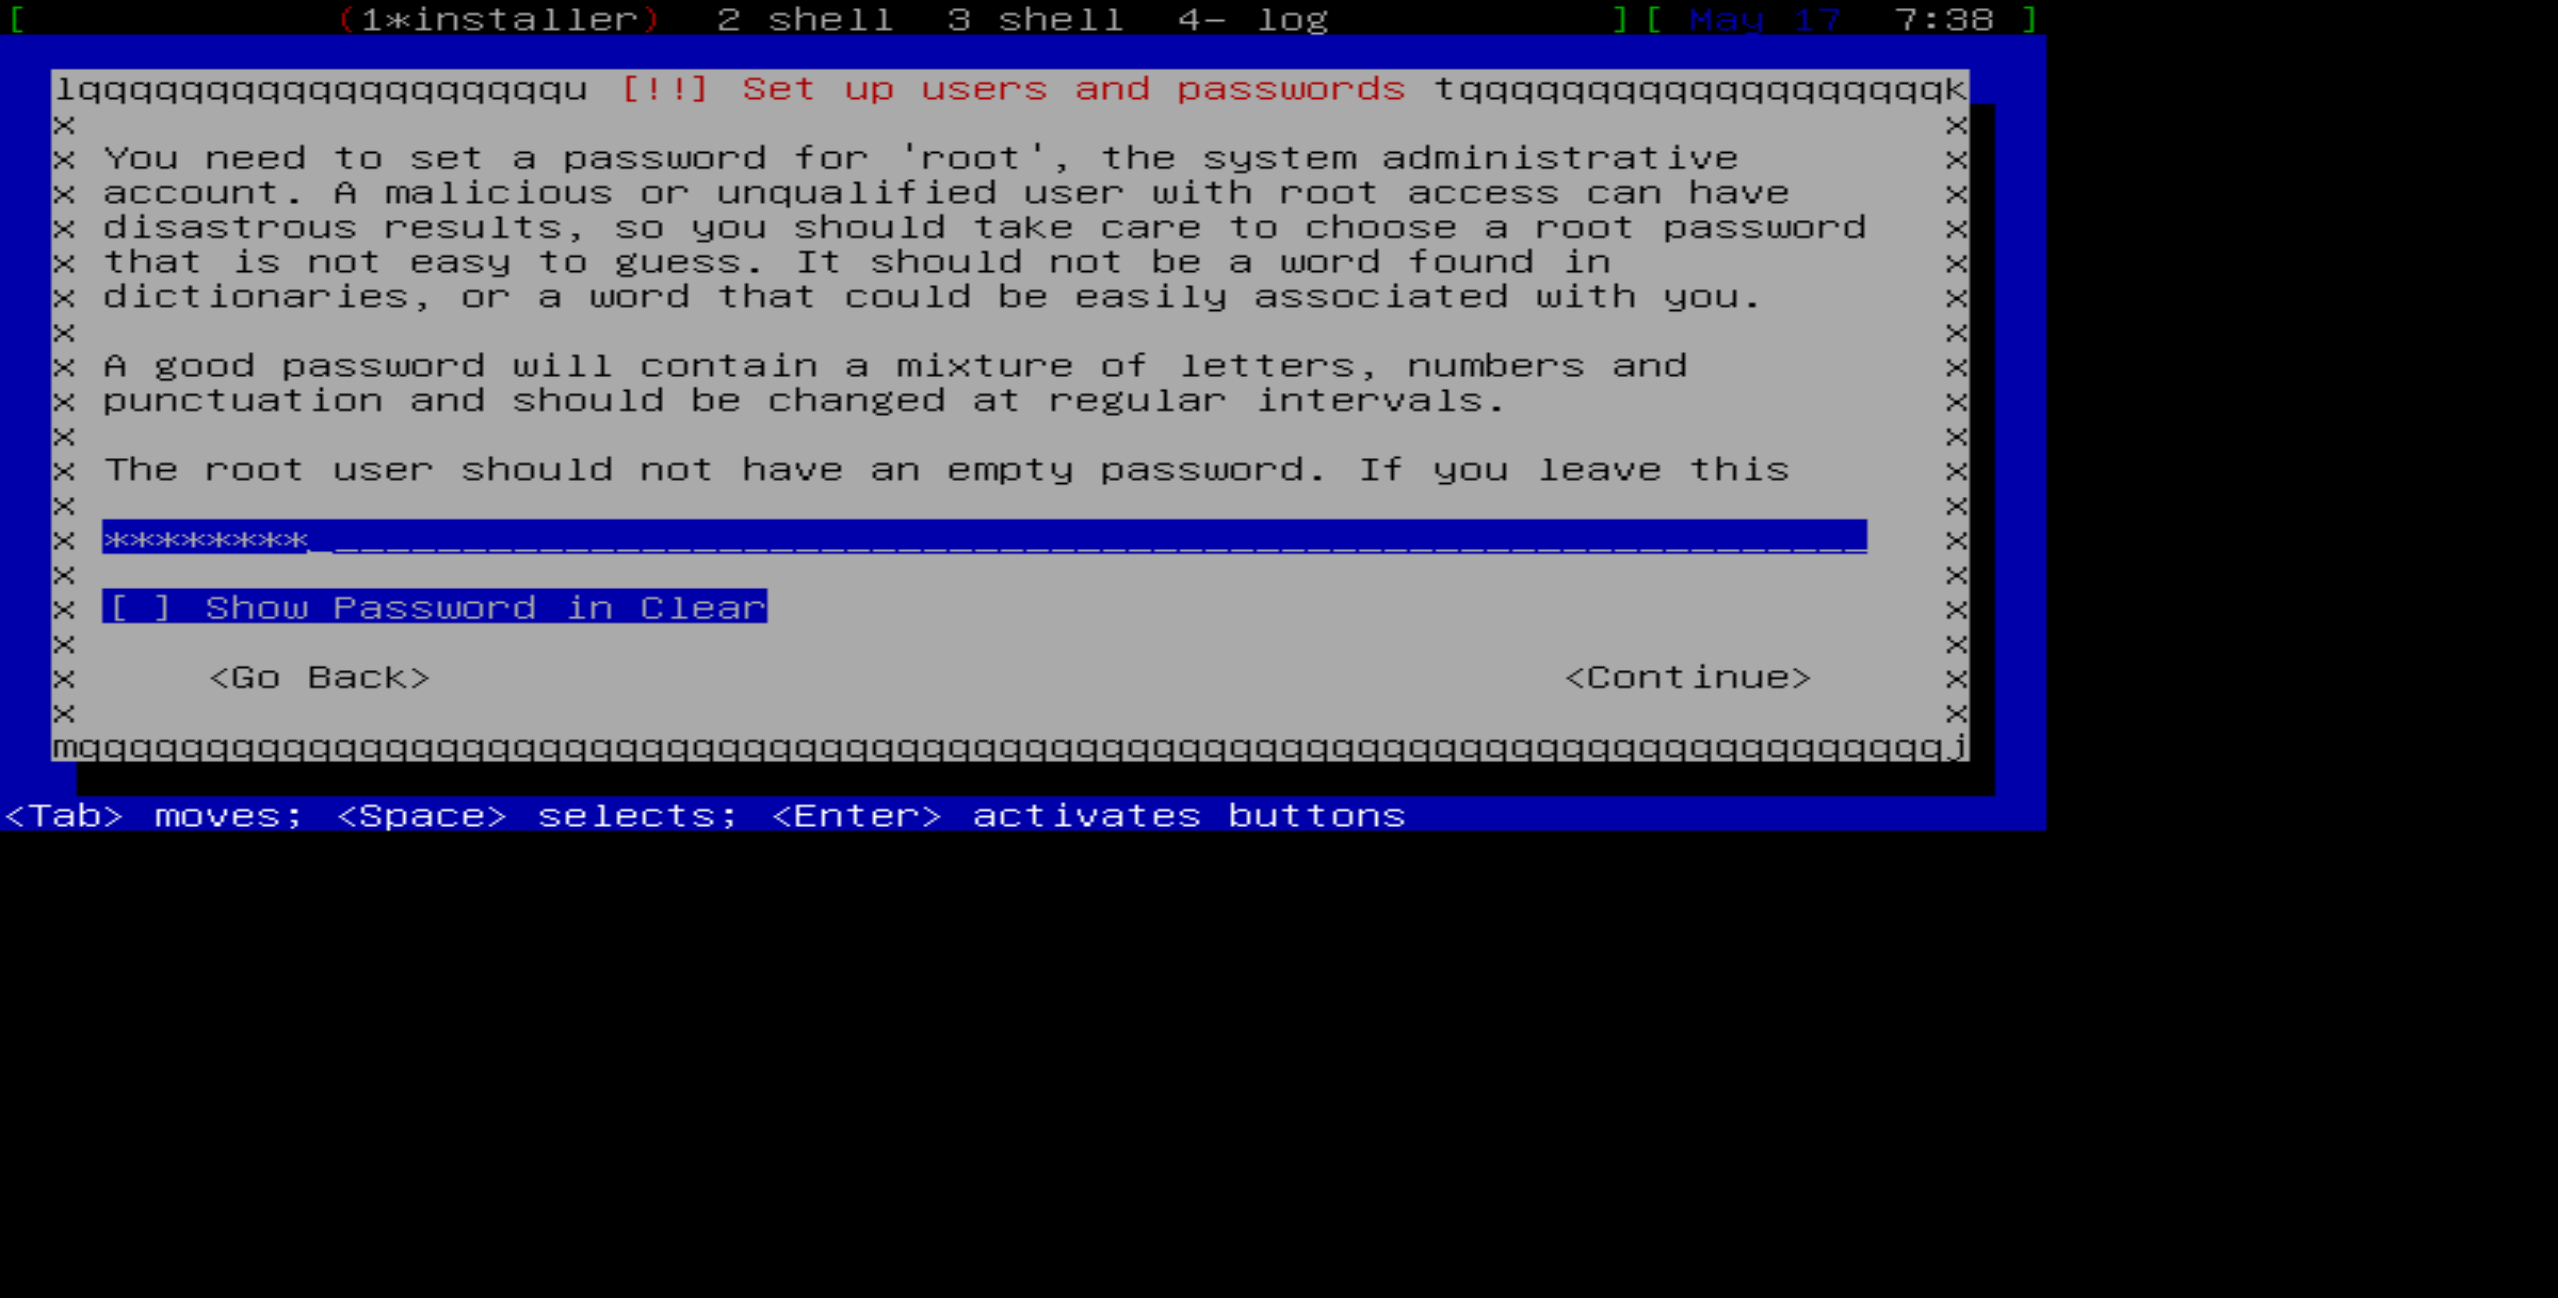 [ (1*installer) 2 shell 3 shell 4- log ][ May 17 7:38 ]
lqqqqqqqqqqqqqqqqqqqqu [!!] Set up users and passwords tqqqqqqqqqqqqqqqqqqqk
x x
x You need to set a password for 'root', the system administrative x
x account. A malicious or unqualified user with root access can have x
x disastrous results, so you should take care to choose a root password x
x that is not easy to guess. It should not be a word found in x
x dictionaries, or a word that could be easily associated with you. x
x x
x A good password will contain a mixture of letters, numbers and x
x punctuation and should be changed at regular intervals. x
x x
x The root user should not have an empty password. If you leave this x
x x
x ********_____________________________________________________________ x
x x
x [ ] Show Password in Clear x
x x
x <Go Back> <Continue> x
x x
mqqqqqqqqqqqqqqqqqqqqqqqqqqqqqqqqqqqqqqqqqqqqqqqqqqqqqqqqqqqqqqqqqqqqqqqqqj
<Tab> moves; <Space> selects; <Enter> activates buttons